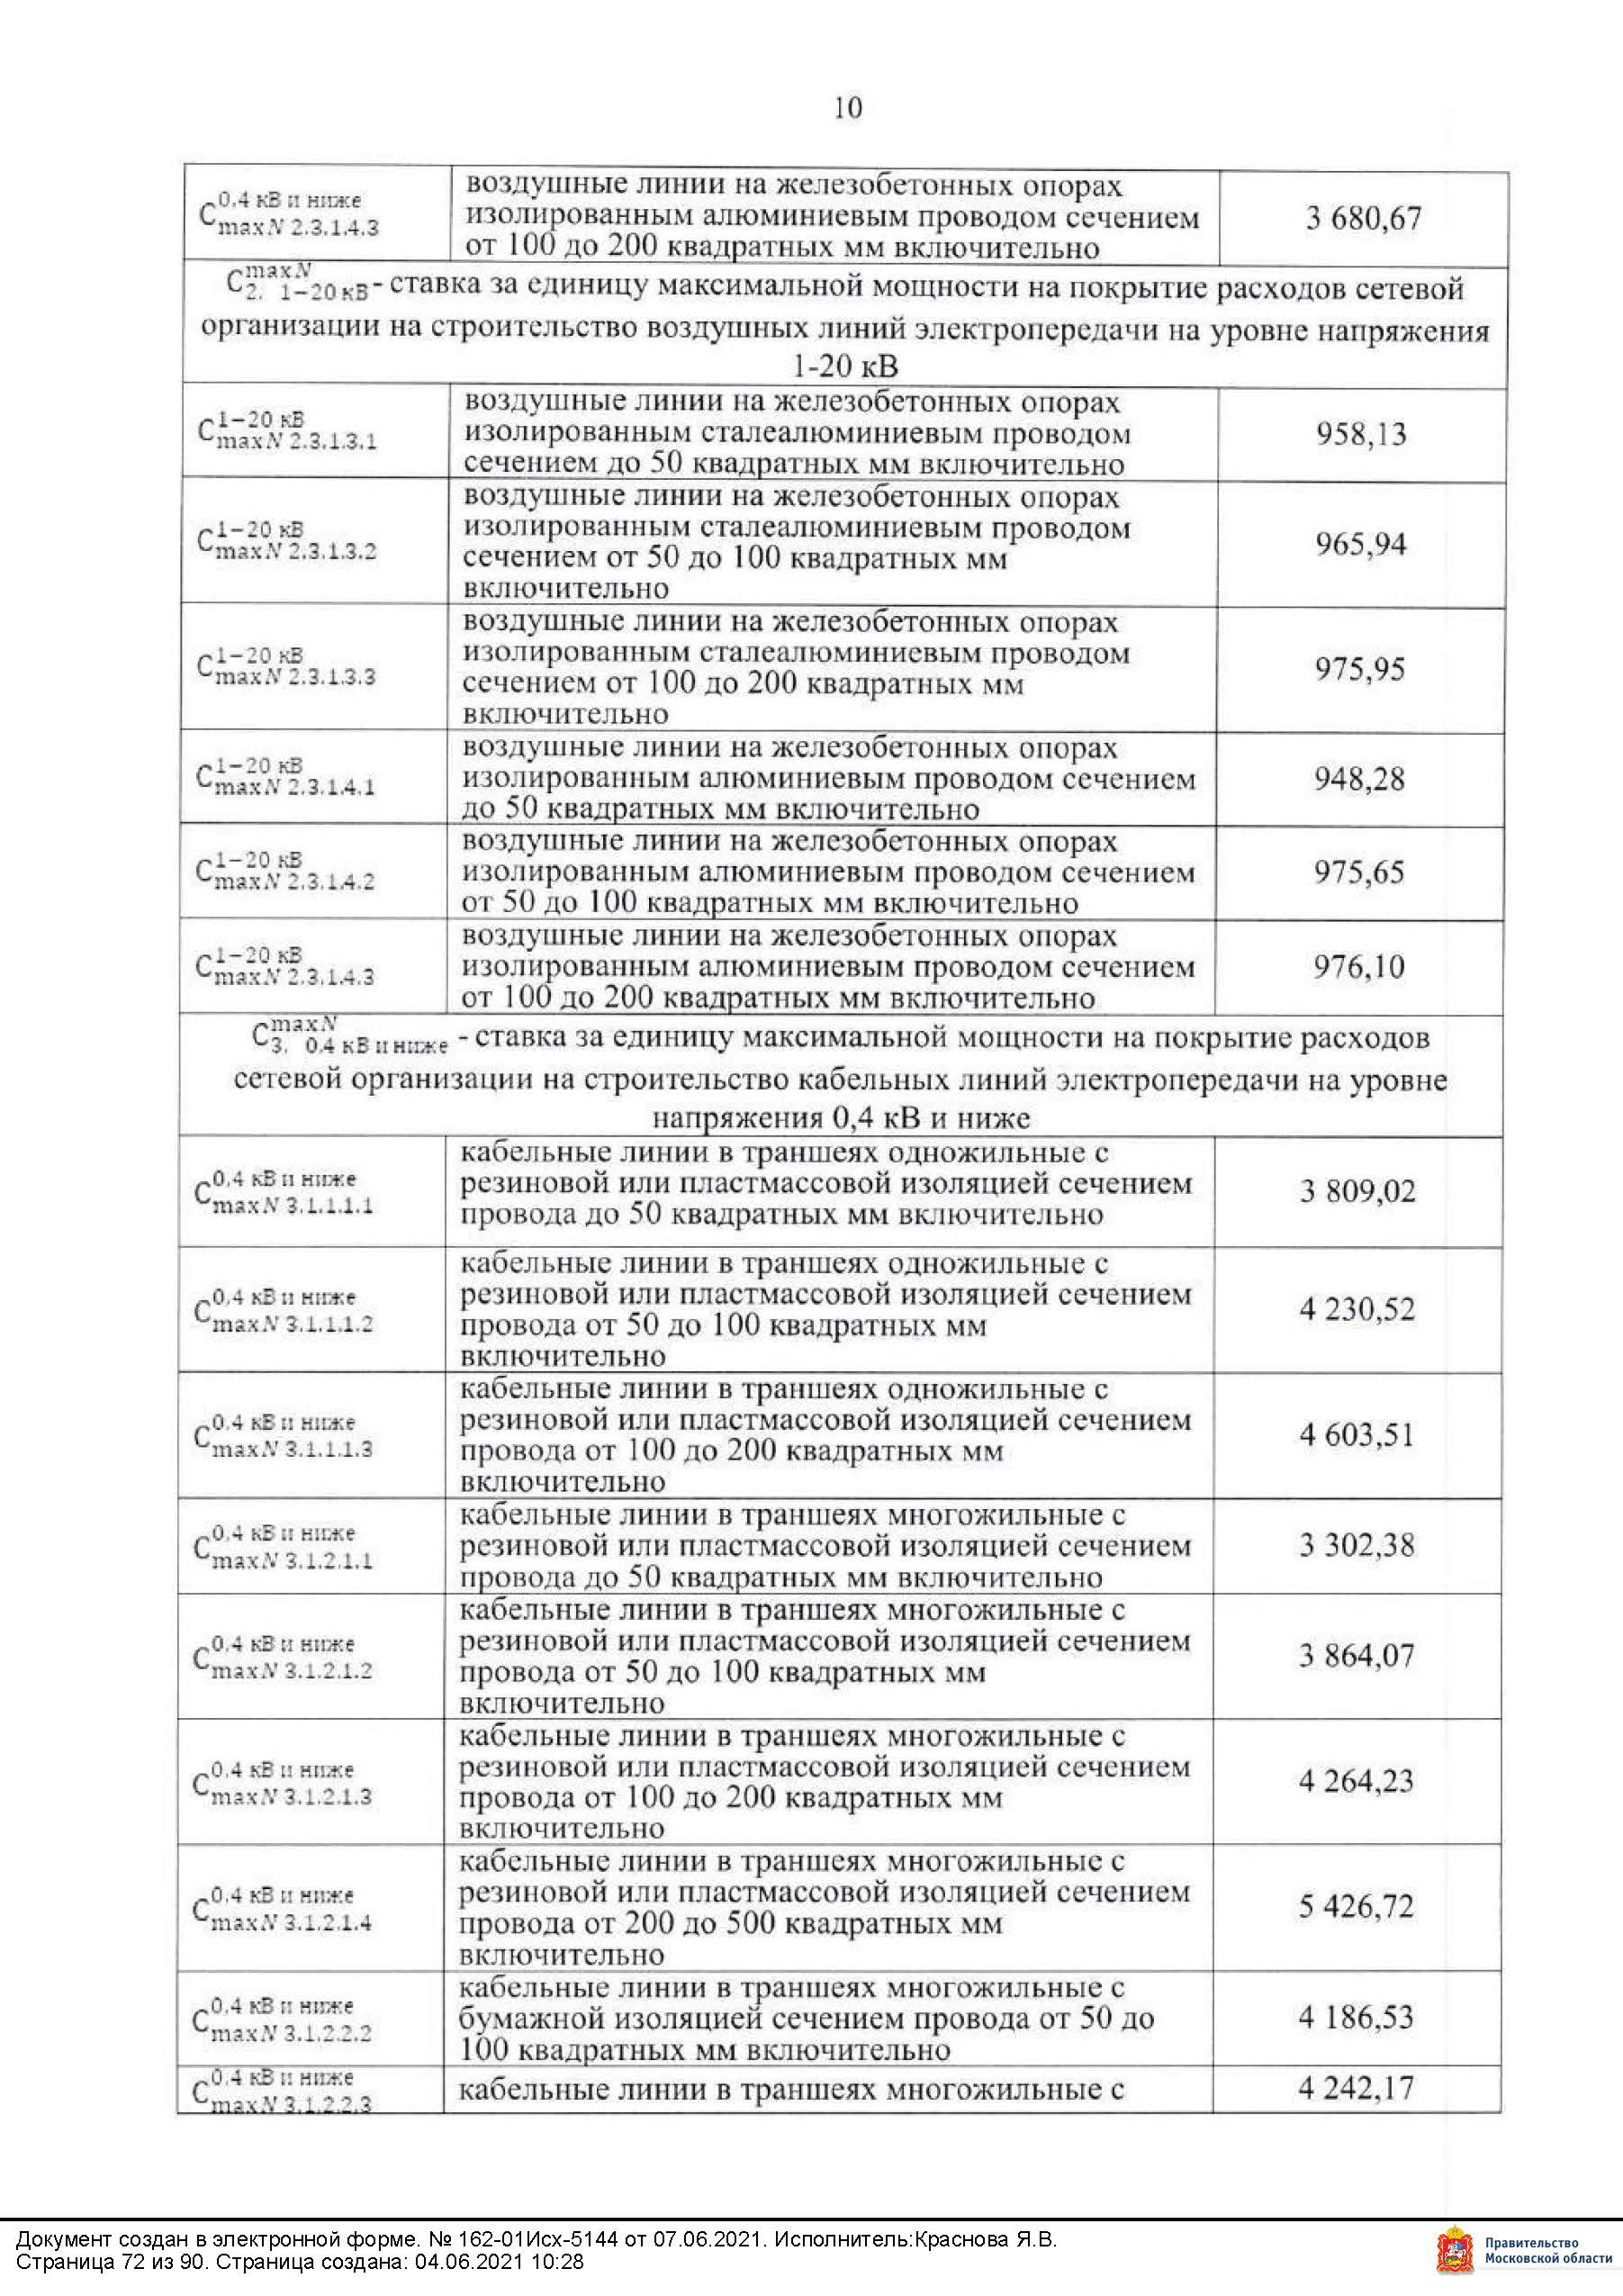 10
C 0,4 кВ и ниже maxN 2.3.1.4.3
воздушные линии на железобетонных опорах
изолированным алюминиевым проводом сечением
от 100 до 200 квадратных мм включительно
3 680,67
C maxN 2. 1–20 кВ - ставка за единицу максимальной мощности на покрытие расходов сетевой
организации на строительство воздушных линий электропередачи на уровне напряжения
1-20 кВ
C 1–20 кВ maxN 2.3.1.3.1
воздушные линии на железобетонных опорах
изолированным сталеалюминиевым проводом
сечением до 50 квадратных мм включительно
958,13
C 1–20 кВ maxN 2.3.1.3.2
воздушные линии на железобетонных опорах
изолированным сталеалюминиевым проводом
сечением от 50 до 100 квадратных мм
включительно
965,94
C 1–20 кВ maxN 2.3.1.3.3
воздушные линии на железобетонных опорах
изолированным сталеалюминиевым проводом
сечением от 100 до 200 квадратных мм
включительно
975,95
C 1–20 кВ maxN 2.3.1.4.1
воздушные линии на железобетонных опорах
изолированным алюминиевым проводом сечением
до 50 квадратных мм включительно
948,28
C 1–20 кВ maxN 2.3.1.4.2
воздушные линии на железобетонных опорах
изолированным алюминиевым проводом сечением
от 50 до 100 квадратных мм включительно
975,65
C 1–20 кВ maxN 2.3.1.4.3
воздушные линии на железобетонных опорах
изолированным алюминиевым проводом сечением
от 100 до 200 квадратных мм включительно
976,10
C maxN 3. 0,4 кВ и ниже - ставка за единицу максимальной мощности на покрытие расходов
сетевой организации на строительство кабельных линий электропередачи на уровне
напряжения 0,4 кВ и ниже
C 0,4 кВ и ниже maxN 3.1.1.1.1
кабельные линии в траншеях одножильные с
резиновой или пластмассовой изоляцией сечением
провода до 50 квадратных мм включительно
3 809,02
C 0,4 кВ и ниже maxN 3.1.1.1.2
кабельные линии в траншеях одножильные с
резиновой или пластмассовой изоляцией сечением
провода от 50 до 100 квадратных мм
включительно
4 230,52
C 0,4 кВ и ниже maxN 3.1.1.1.3
кабельные линии в траншеях одножильные с
резиновой или пластмассовой изоляцией сечением
провода от 100 до 200 квадратных мм
включительно
4 603,51
C 0,4 кВ и ниже maxN 3.1.2.1.1
кабельные линии в траншеях многожильные с
резиновой или пластмассовой изоляцией сечением
провода до 50 квадратных мм включительно
3 302,38
C 0,4 кВ и ниже maxN 3.1.2.1.2
кабельные линии в траншеях многожильные с
резиновой или пластмассовой изоляцией сечением
провода от 50 до 100 квадратных мм
включительно
3 864,07
C 0,4 кВ и ниже maxN 3.1.2.1.3
кабельные линии в траншеях многожильные с
резиновой или пластмассовой изоляцией сечением
провода от 100 до 200 квадратных мм
включительно
4 264,23
C 0,4 кВ и ниже maxN 3.1.2.1.4
кабельные линии в траншеях многожильные с
резиновой или пластмассовой изоляцией сечением
провода от 200 до 500 квадратных мм
включительно
5 426,72
C 0,4 кВ и ниже maxN 3.1.2.2.2
кабельные линии в траншеях многожильные с
бумажной изоляцией сечением провода от 50 до
100 квадратных мм включительно
4 186,53
C 0,4 кВ и ниже maxN 3.1.2.2.3
кабельные линии в траншеях многожильные с
4 242,17
Документ создан в электронной форме. № 162-01Исх-5144 от 07.06.2021. Исполнитель:Краснова Я.В.
Страница 72 из 90. Страница создана: 04.06.2021 10:28
Правительство
Московской области